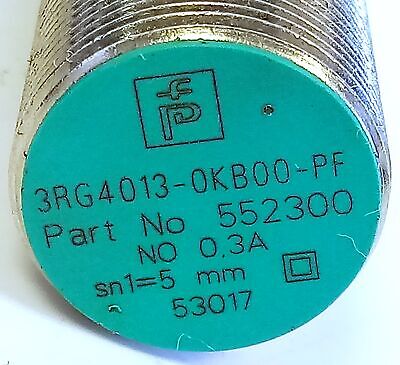 3RG4013-0KB00-PF
Part No 552300
NO 0.3A
sn1=5 mm
53017